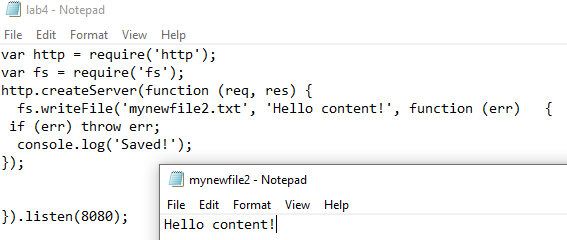 lab4 - Notepad
File Edit Format View Help
var http = require('http');
var fs = require('fs');
http.createServer(function (req, res) {
  fs.writeFile('mynewfile2.txt', 'Hello content!', function (err)   {
 if (err) throw err;
  console.log('Saved!');
});
}).listen(8080);
mynewfile2 - Notepad
File Edit Format View Help
Hello content!